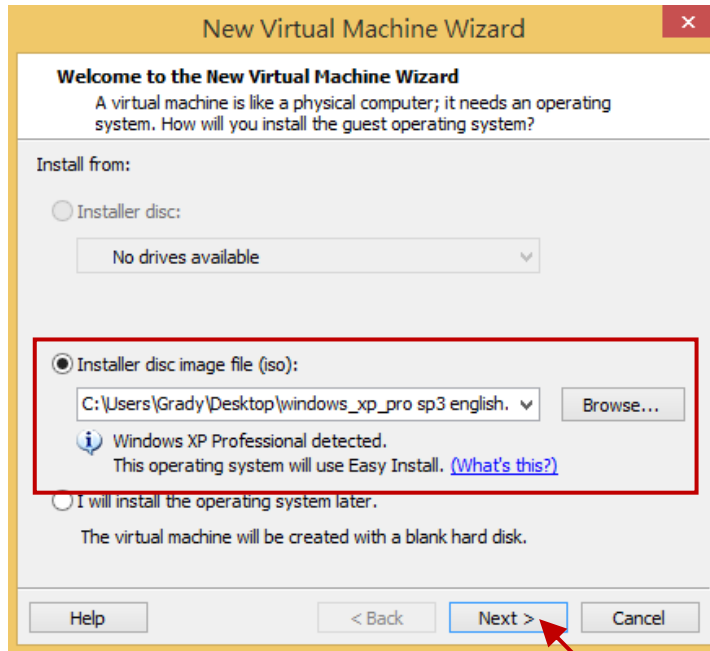 New Virtual Machine Wizard
Welcome to the New Virtual Machine Wizard
A virtual machine is like a physical computer; it needs an operating
system. How will you install the guest operating system?
Install from:
Installer disc:
No drives available
Installer disc image file (iso):
C:\Users\Grady\Desktop\windows_xp_pro sp3 english.
Browse...
Windows XP Professional detected.
This operating system will use Easy Install. (What's this?)
I will install the operating system later.
The virtual machine will be created with a blank hard disk.
Help
< Back
Next >
Cancel